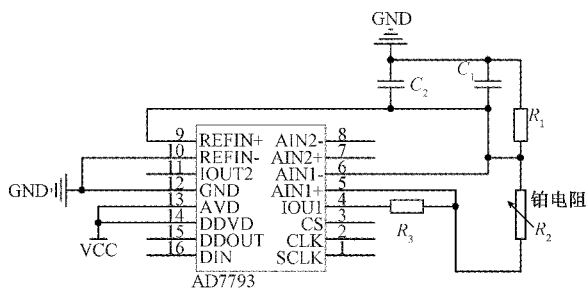 GND
C₂
C₁
R₁
9 REFIN+ AIN2- 8
10 REFIN- AIN2+ 7
11 IOUT2 AIN1- 6
GND
12 GND AIN1+ 5
13 AVD IOU1 4
14 DDVD CS 3
15 DDOUT CLK 2
16 DIN SCLK 1
VCC
R₃
铂电阻
R₂
AD7793